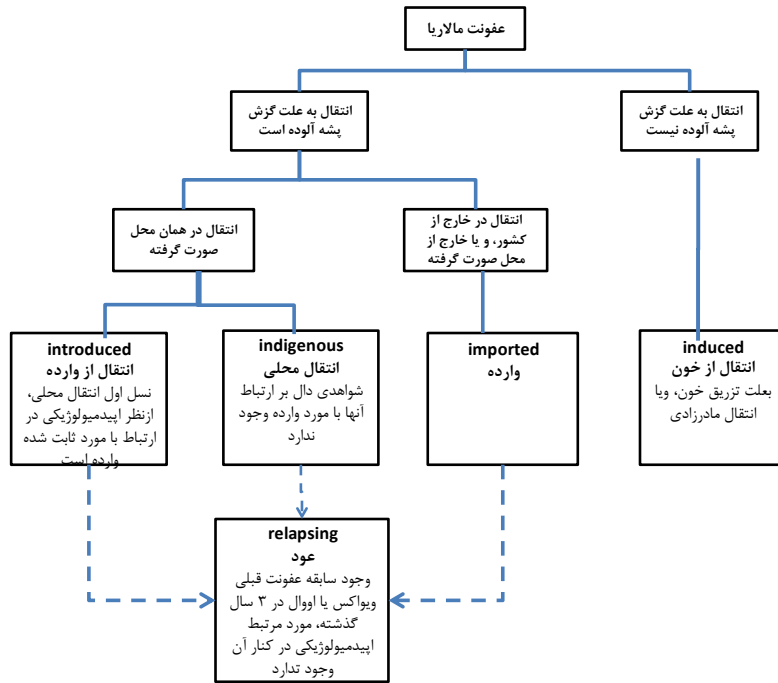 عفونت مالاریا
انتقال به علت گزش
پشه آلوده است
انتقال به علت گزش
پشه آلوده نیست
انتقال در همان محل
صورت گرفته
انتقال در خارج از
کشور، و یا خارج از
محل صورت گرفته
introduced
انتقال از وارده
نسل اول انتقال محلی،
ازنظر اپیدمیولوژیکی در
ارتباط با مورد ثابت شده
وارده است
indigenous
انتقال محلی
شواهدی دال بر ارتباط
آنها با مورد وارده وجود
ندارد
imported
وارده
induced
انتقال از خون
بعلت تزریق خون، ویا
انتقال مادرزادی
relapsing
عود
وجود سابقه عفونت قبلی
ویواکس یا اووال در ۳ سال
گذشته، مورد مرتبط
اپیدمیولوژیکی در کنار آن
وجود تدارد